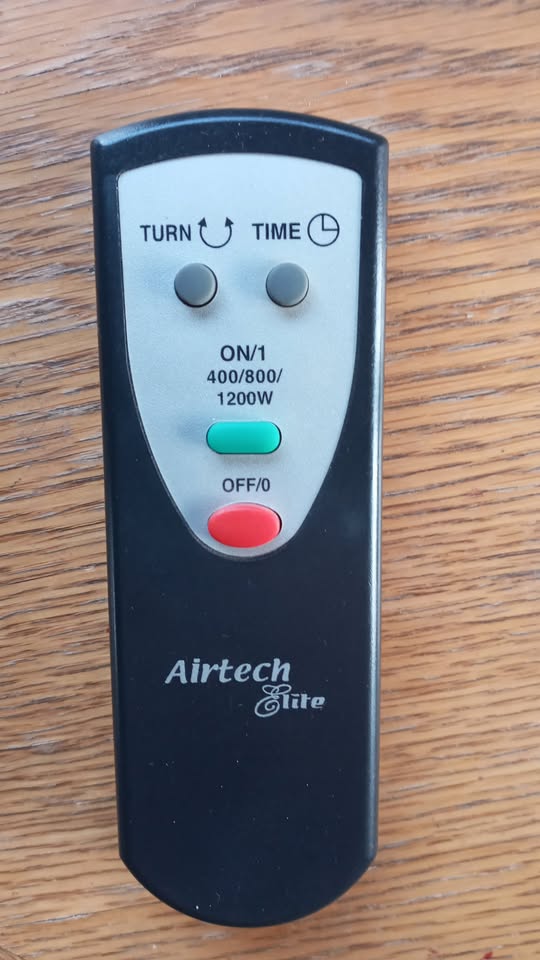 TURN TIME
ON/1
400/800/
1200W
OFF/0
Airtech
Elite